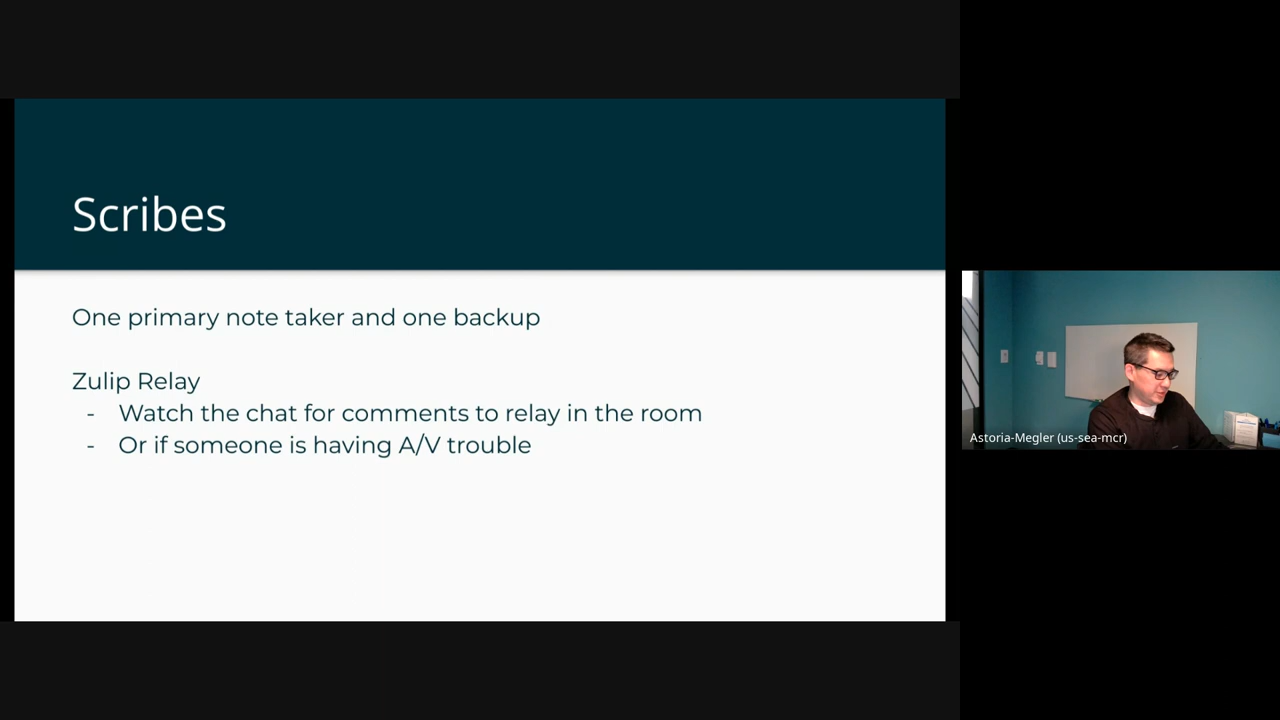 Scribes
One primary note taker and one backup
Zulip Relay
- Watch the chat for comments to relay in the room
- Or if someone is having A/V trouble
Astoria-Megler (us-sea-mcr)